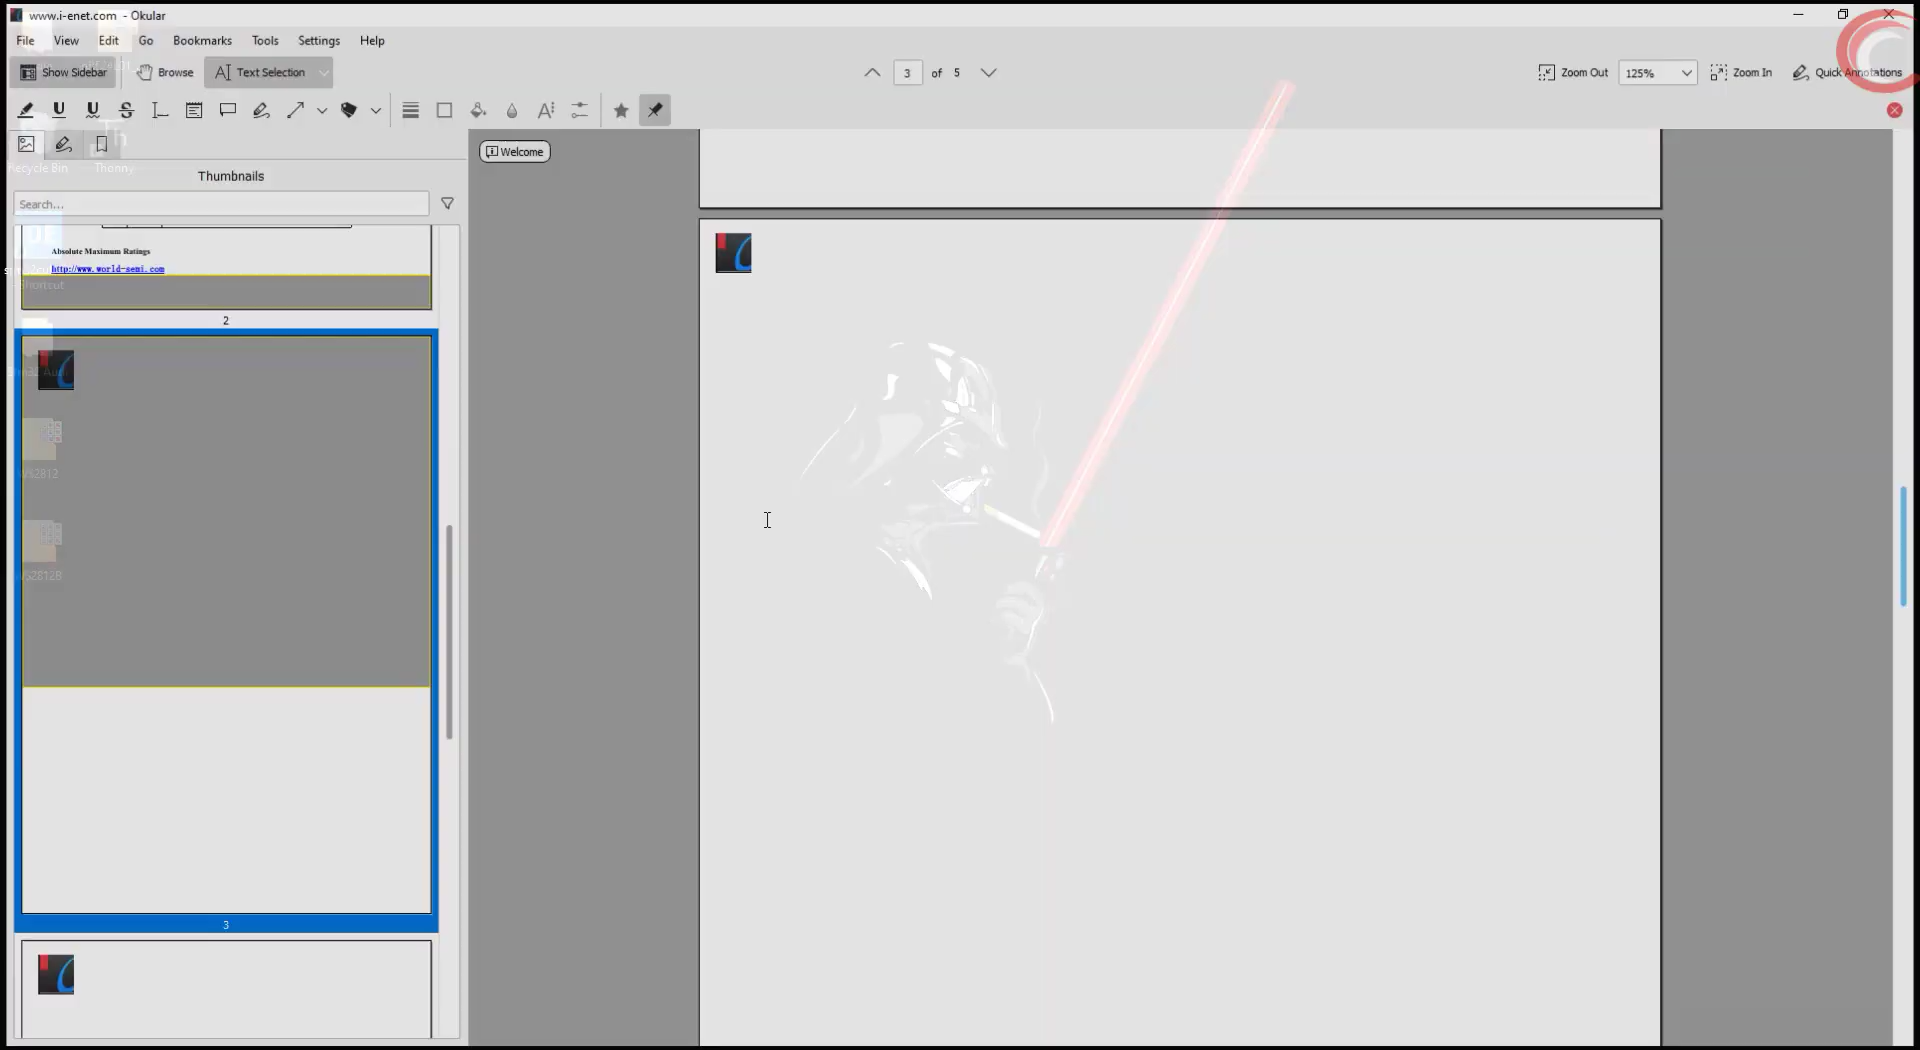 www.i-enet.com - Okular
File View Edit Go Bookmarks Tools Settings Help
Show Sidebar Browse Text Selection 3 of 5 Zoom Out 125% Zoom In Quick Annotations
Th
Recycle Bin Thonny
Welcome
Thumbnails
Search...
Absolute Maximum Ratings
http://www.world-semi.com
Shortcut
2
WS2812
WS2812B
3